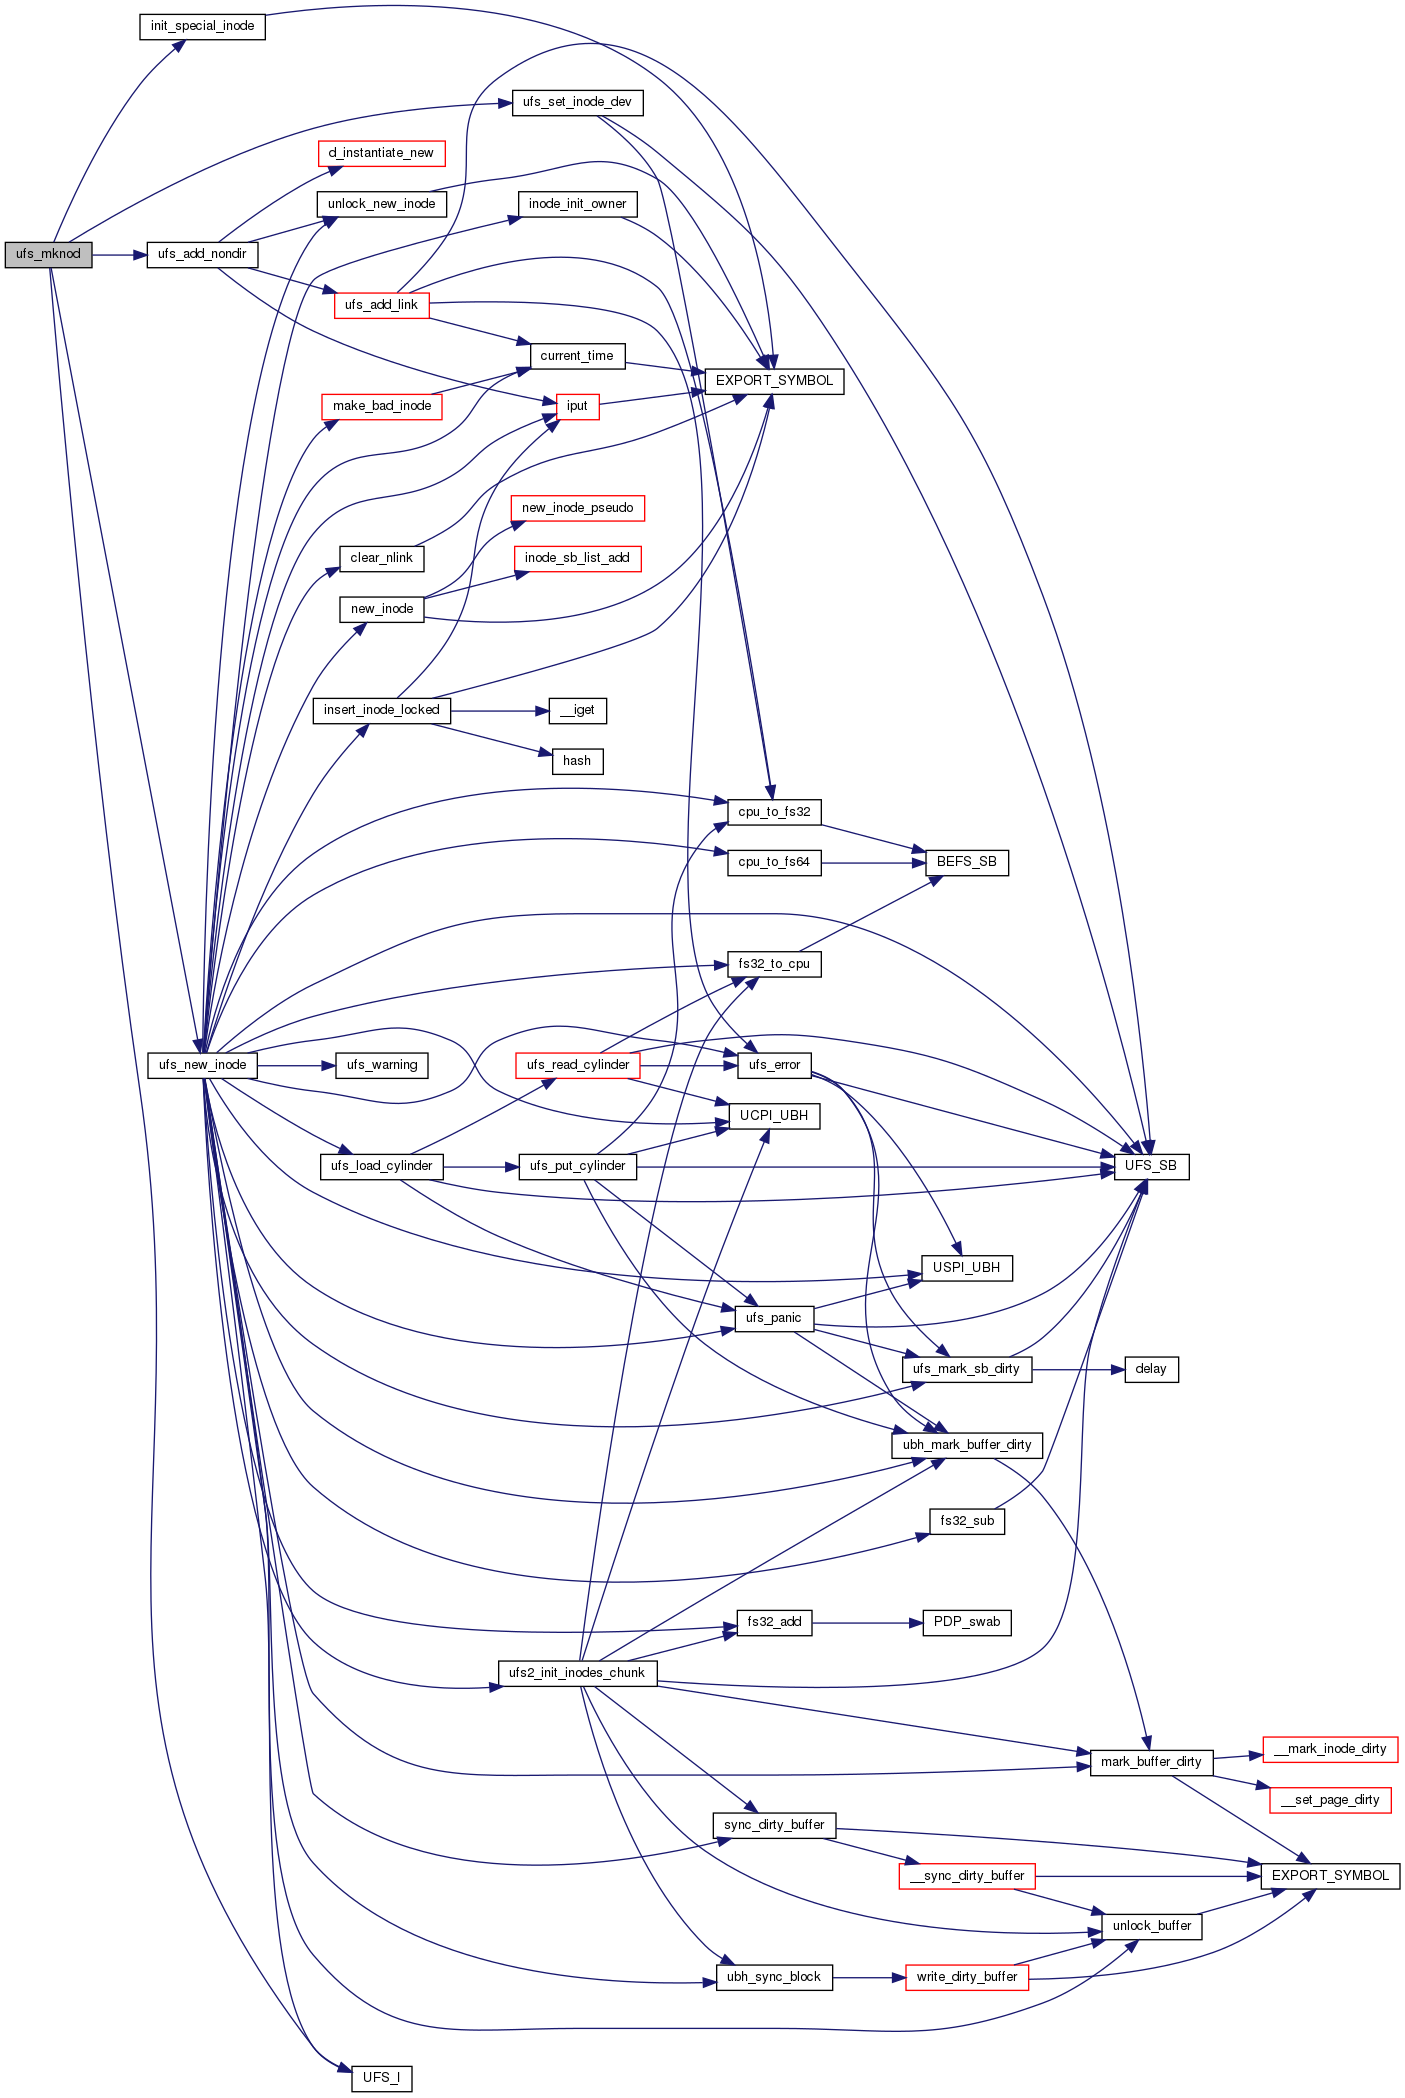 init_special_inode
ufs_set_inode_dev
d_instantiate_new
unlock_new_inode
inode_init_owner
ufs_mknod
ufs_add_nondir
ufs_add_link
current_time
EXPORT_SYMBOL
make_bad_inode
iput
new_inode_pseudo
clear_nlink
inode_sb_list_add
new_inode
insert_inode_locked
__iget
hash
cpu_to_fs32
cpu_to_fs64
BEFS_SB
fs32_to_cpu
ufs_new_inode
ufs_warning
ufs_read_cylinder
ufs_error
UCPI_UBH
ufs_load_cylinder
ufs_put_cylinder
UFS_SB
USPI_UBH
ufs_panic
ufs_mark_sb_dirty
delay
ubh_mark_buffer_dirty
fs32_sub
fs32_add
PDP_swab
ufs2_init_inodes_chunk
__mark_inode_dirty
mark_buffer_dirty
__set_page_dirty
sync_dirty_buffer
__sync_dirty_buffer
EXPORT_SYMBOL
unlock_buffer
ubh_sync_block
write_dirty_buffer
UFS_I